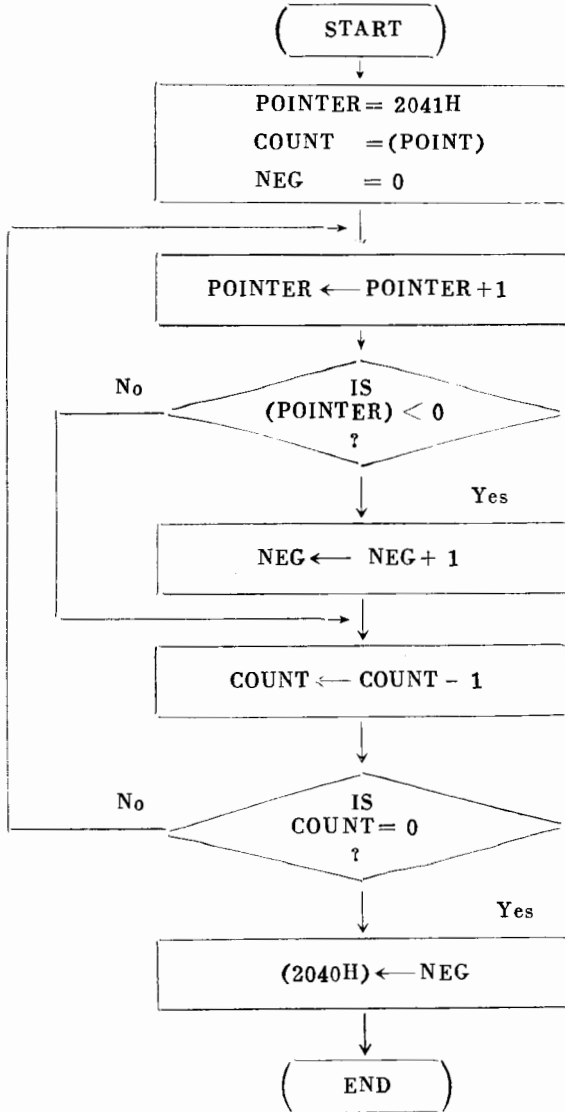 START
POINTER = 2041H
COUNT = (POINT)
NEG = 0
POINTER ← POINTER + 1
No
IS
(POINTER) < 0
?
Yes
NEG ← NEG + 1
COUNT ← COUNT - 1
No
IS
COUNT = 0
?
Yes
(2040H) ← NEG
END